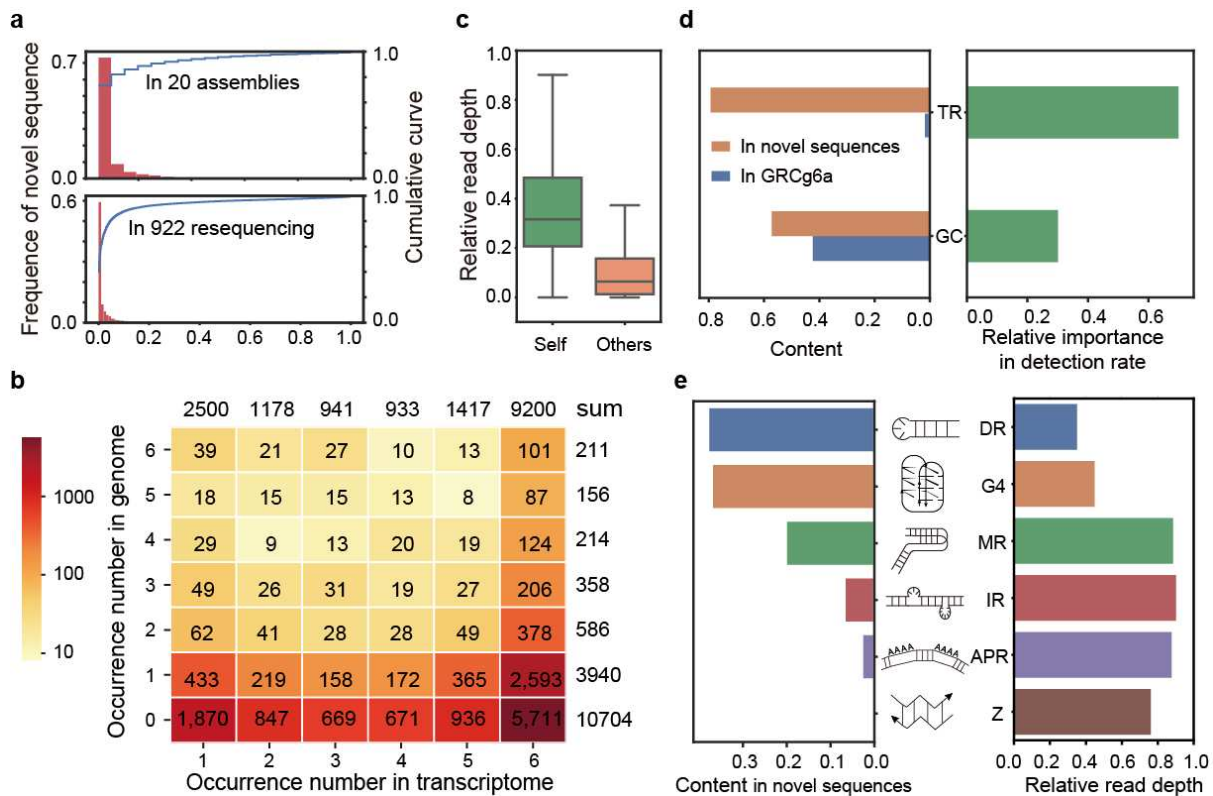 a
0.7
0.0
1.0
0.0
In 20 assemblies
0.6
0.0
1.0
0.0
In 922 resequencing
0.0 0.2 0.4 0.6 0.8 1.0
Frequence of novel sequence
Cumulative curve
c
1.0
0.8
0.6
0.4
0.2
0.0
Relative read depth
Self Others
d
In novel sequences
In GRCg6a
TR
GC
0.8 0.6 0.4 0.2 0.0
Content
0.0 0.2 0.4 0.6
Relative importance
in detection rate
b
1000
100
10
Occurrence number in genome
2500 1178 941 933 1417 9200 sum
6 39 21 27 10 13 101 211
5 18 15 15 13 8 87 156
4 29 9 13 20 19 124 214
3 49 26 31 19 27 206 358
2 62 41 28 28 49 378 586
1 433 219 158 172 365 2,593 3940
0 1,870 847 669 671 936 5,711 10704
1 2 3 4 5 6
Occurrence number in transcriptome
e
DR
G4
MR
IR
AAAA AAAA APR
Z
0.3 0.2 0.1 0.0
Content in novel sequences
0.0 0.2 0.4 0.6 0.8 1.0
Relative read depth